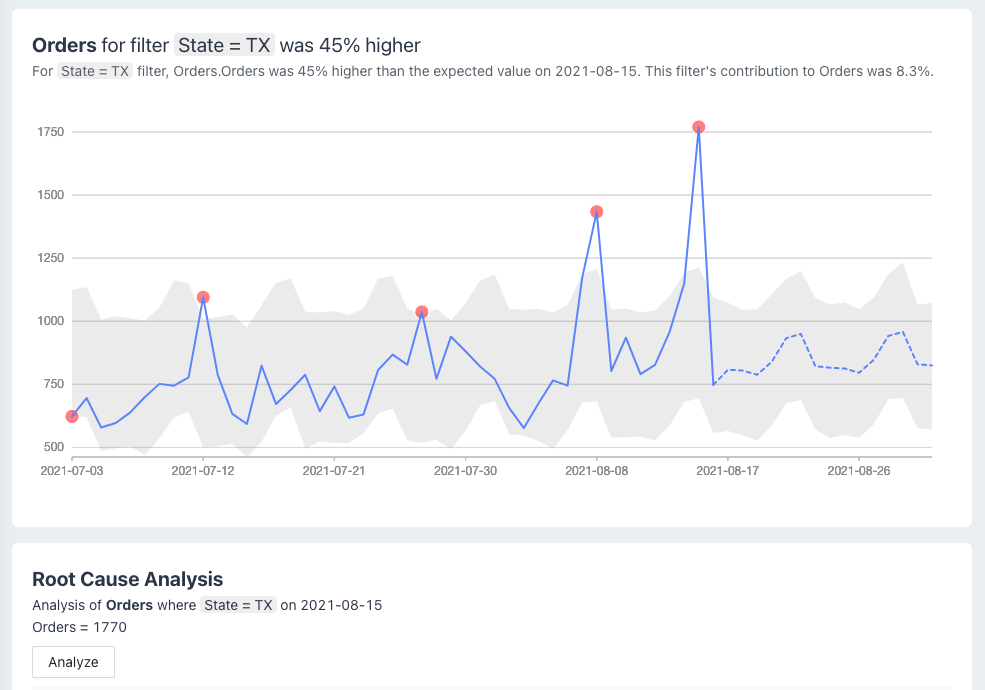 Orders for filter State = TX was 45% higher
For State = TX filter, Orders.Orders was 45% higher than the expected value on 2021-08-15. This filter's contribution to Orders was 8.3%.
1750
1500
1250
1000
750
500
2021-07-03 2021-07-12 2021-07-21 2021-07-30 2021-08-08 2021-08-17 2021-08-26
Root Cause Analysis
Analysis of Orders where State = TX on 2021-08-15
Orders = 1770
Analyze